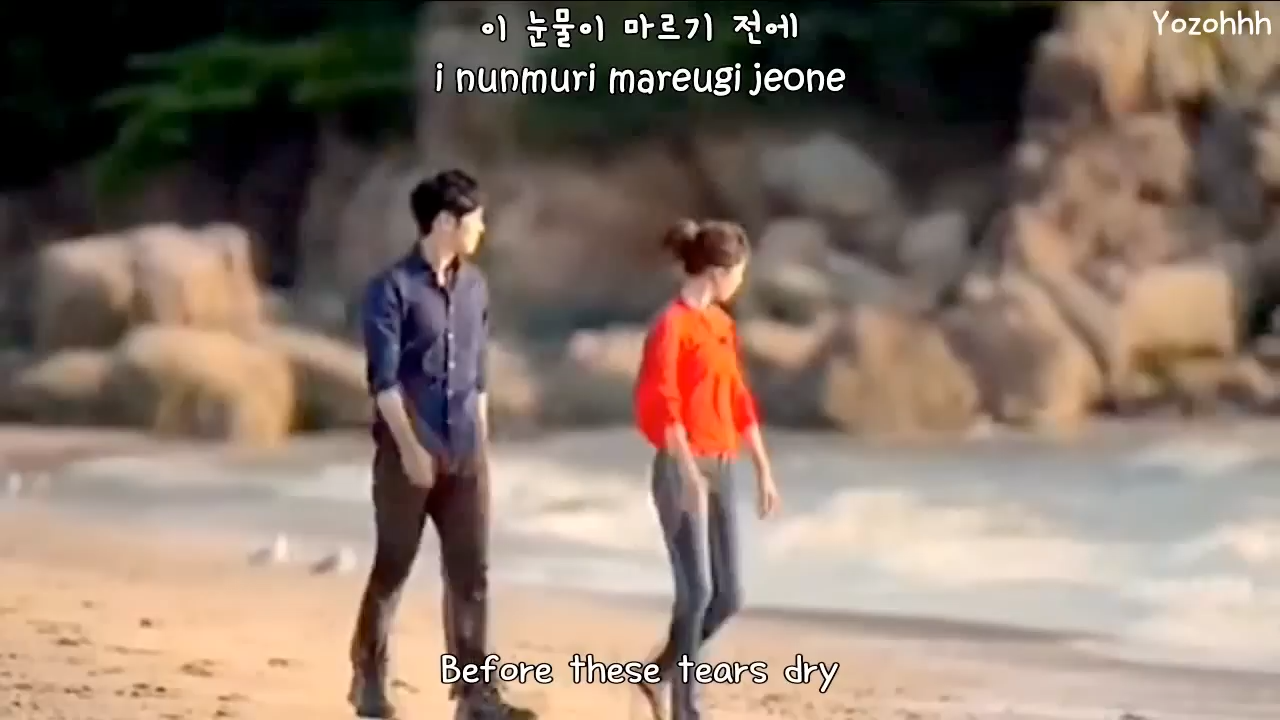 이 눈물이 마르기 전에
Yozohhh
i nunmuri mareugi jeone
Before these tears dry